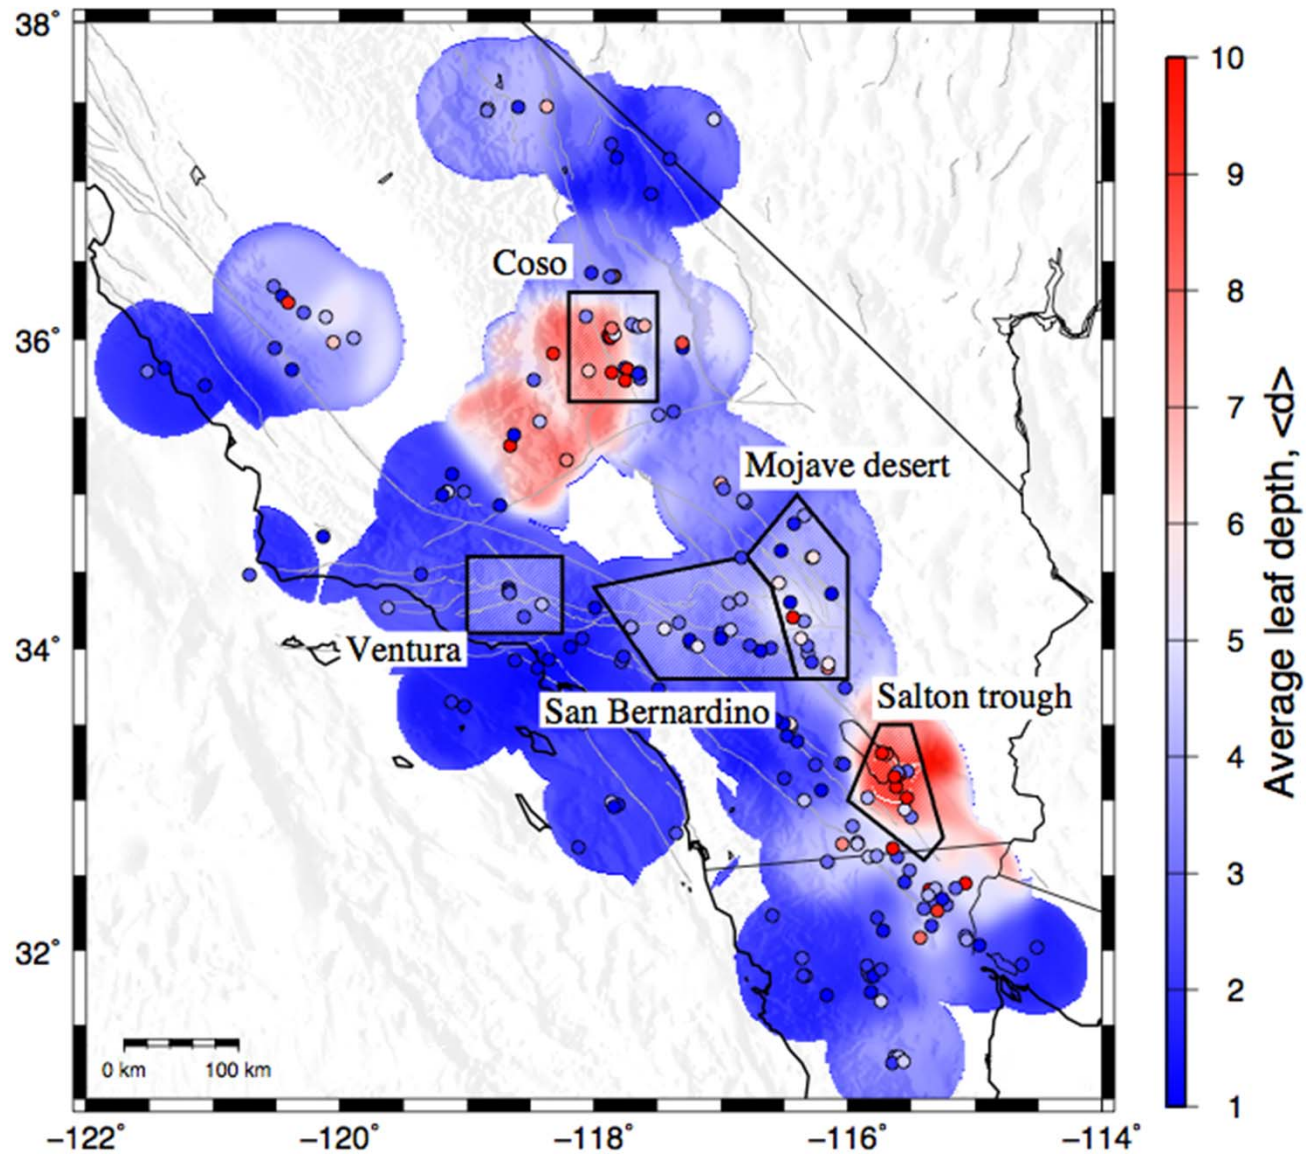 38°
36°
34°
32°
−122°
−120°
−118°
−116°
−114°
Coso
Mojave desert
Ventura
San Bernardino
Salton trough
0 km
100 km
10
9
8
7
6
5
4
3
2
1
Average leaf depth, <d>